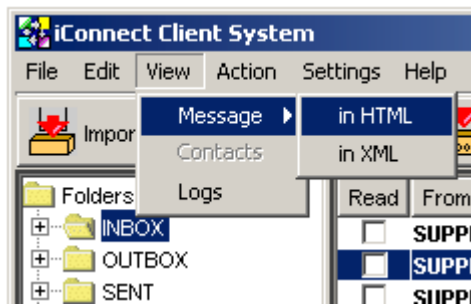 iConnect Client System
File Edit View Action Settings Help
Message in HTML
Contacts in XML
Logs
Folders Read From
INBOX
OUTBOX
SENT